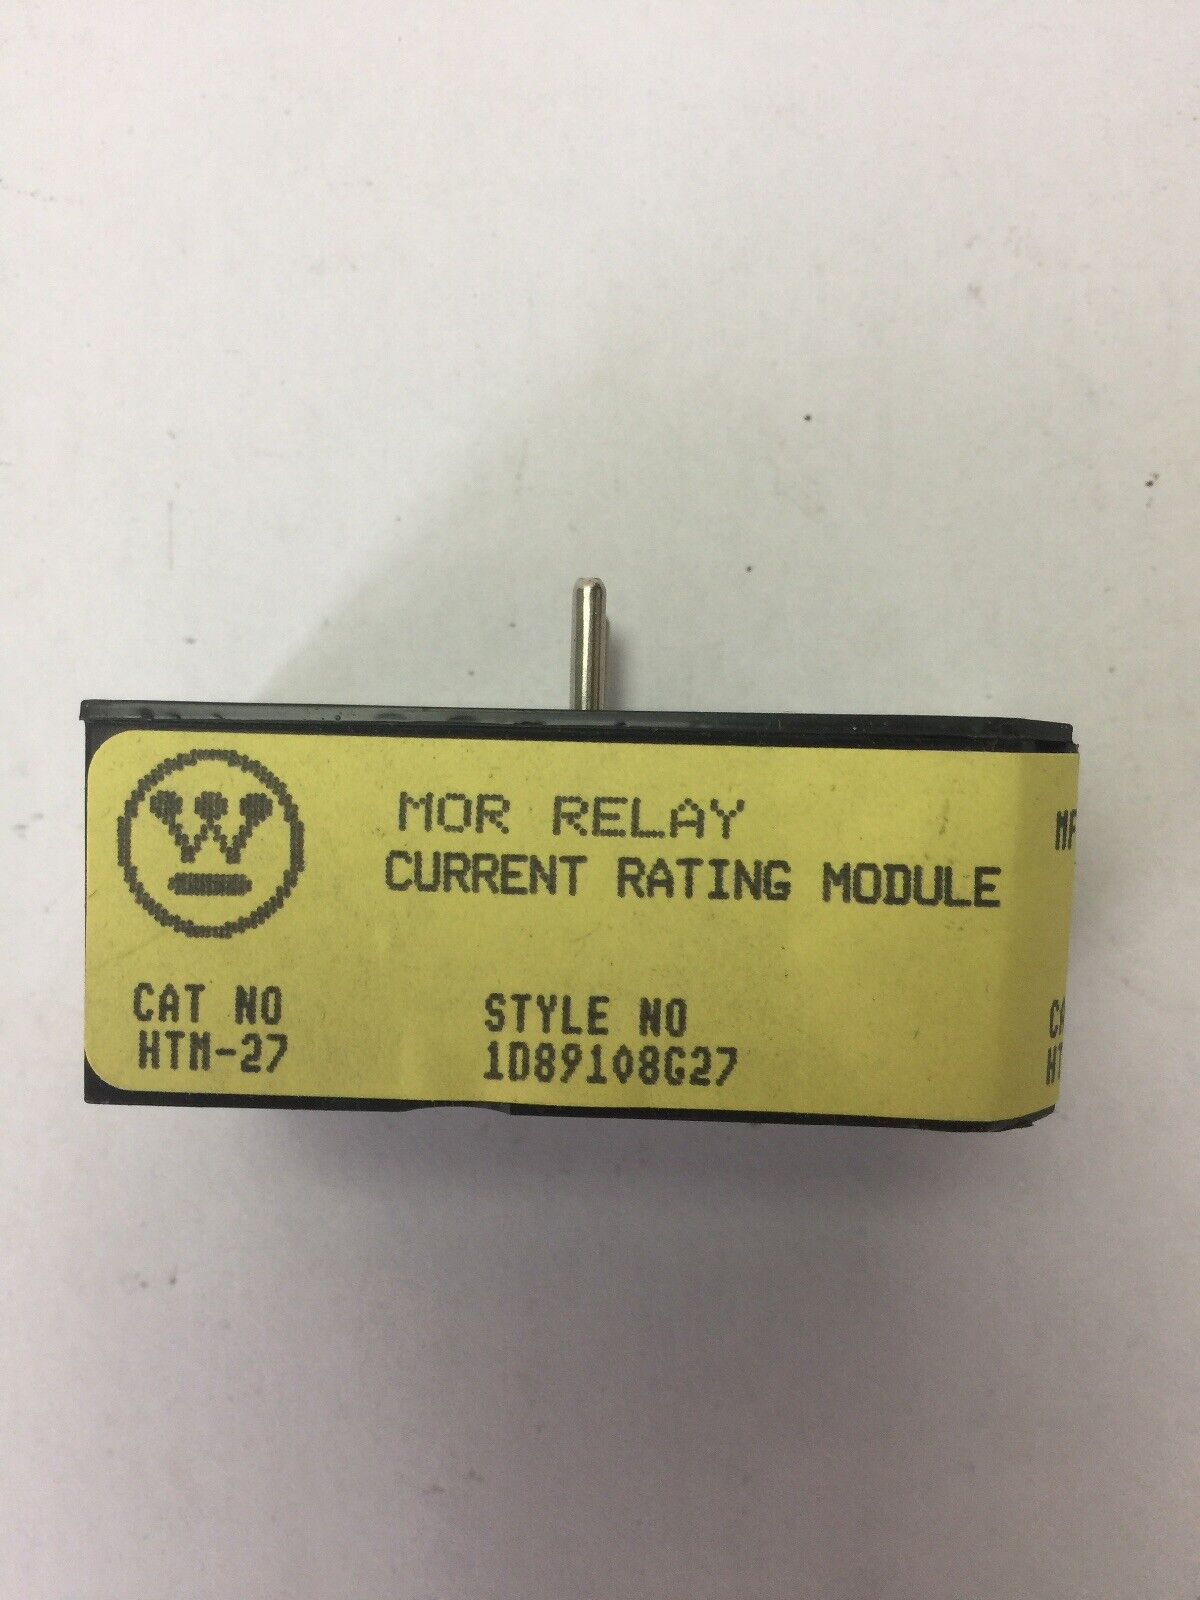 MOR RELAY
CURRENT RATING MODULE
CAT NO
HTM-27
STYLE NO
1D89108G27